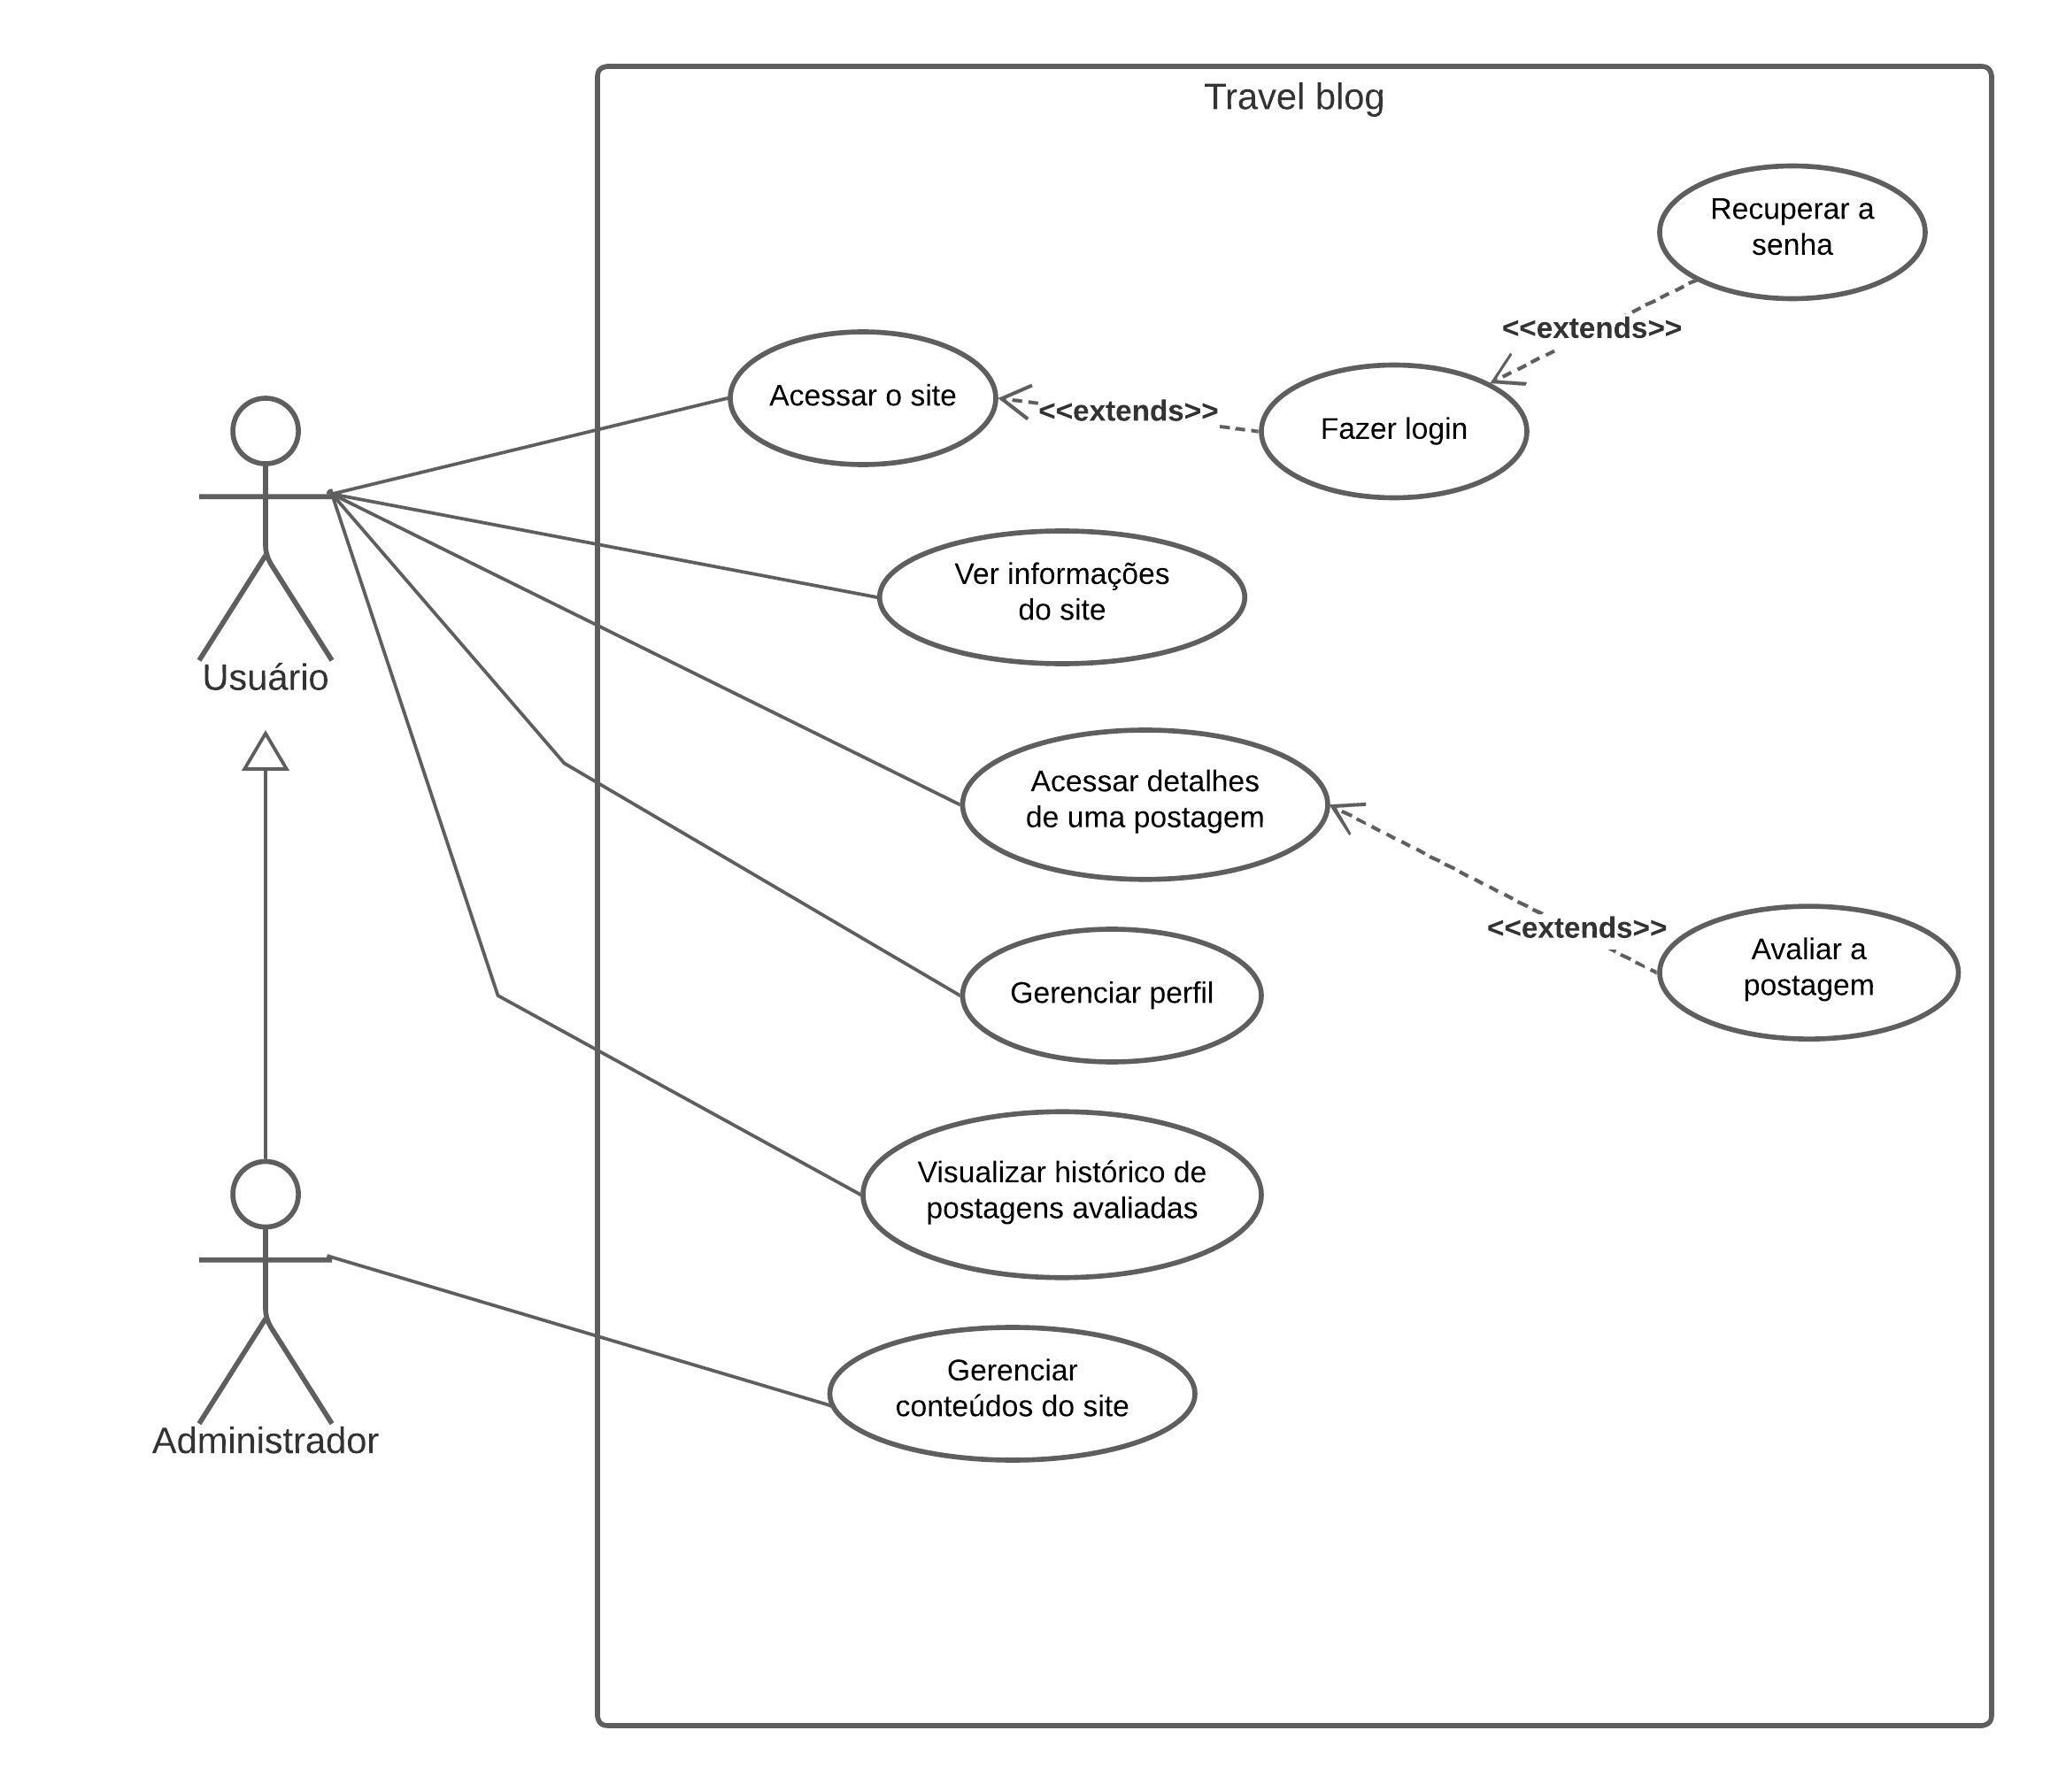 Travel blog
Recuperar a
senha
<<extends>>
Acessar o site
<<extends>>
Fazer login
Ver informações
do site
Usuário
Acessar detalhes
de uma postagem
<<extends>>
Avaliar a
postagem
Gerenciar perfil
Visualizar histórico de
postagens avaliadas
Gerenciar
conteúdos do site
Administrador